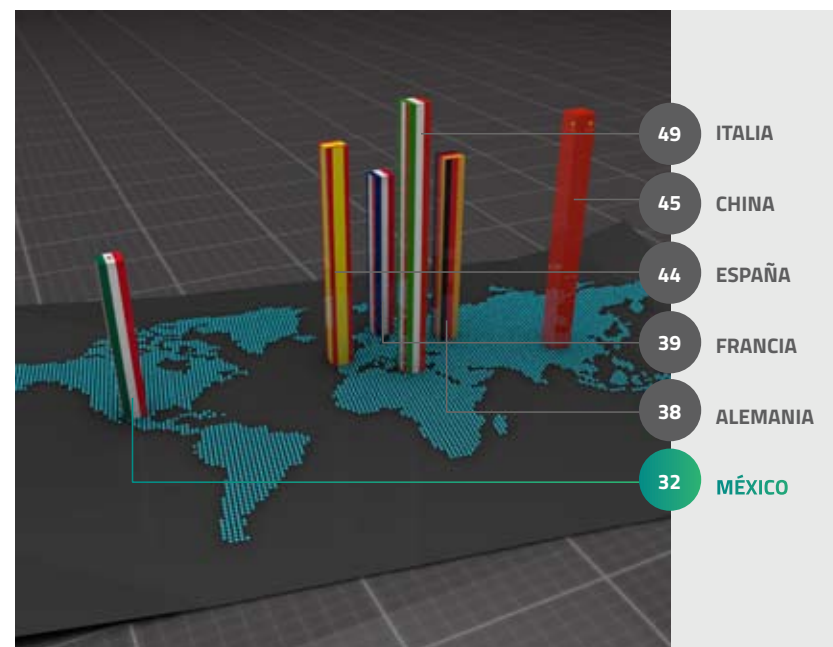 49 ITALIA
45 CHINA
44 ESPAÑA
39 FRANCIA
38 ALEMANIA
32 MÉXICO